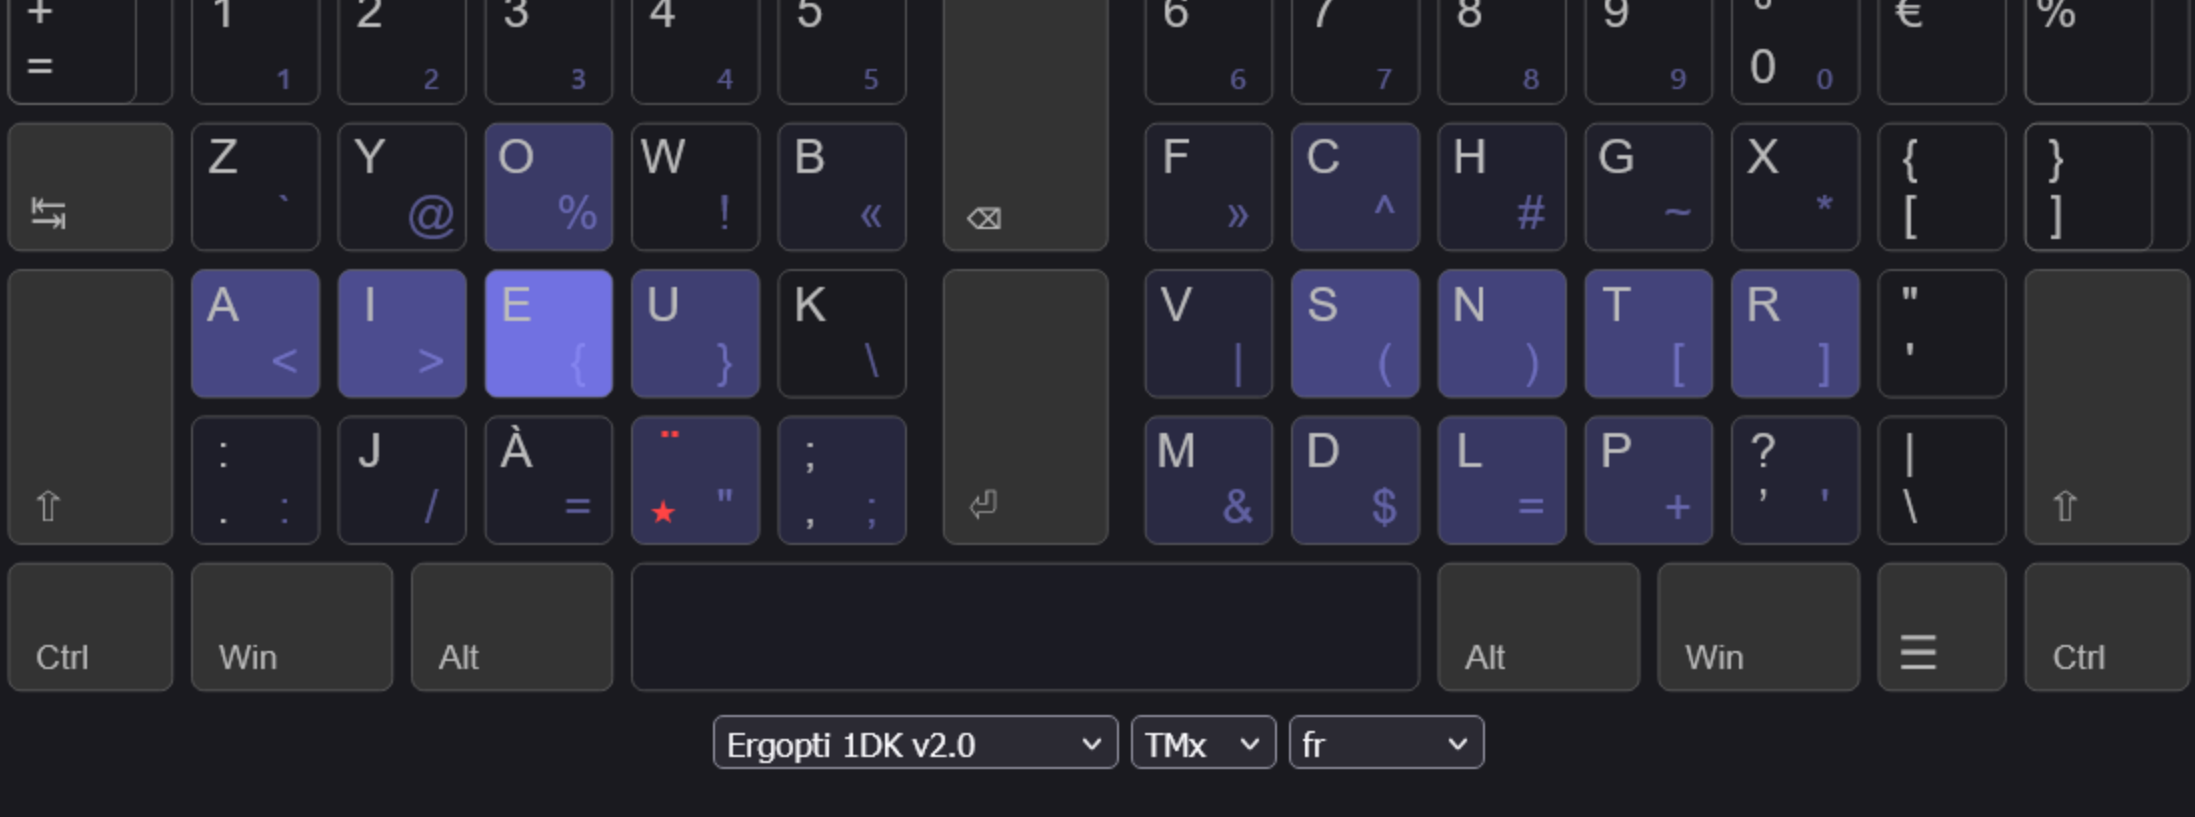 + 1 2 3 4 5 6 7 8 9 ° € %
= 1 2 3 4 5 6 7 8 9 0 0
Z Y O W B F C H G X { }
` @ % ! « » ^ # ~ * [ ]
A I E U K V S N T R "
< > { } \ | ( ) [ ] '
: J À ¨ ; M D L P ? |
. : / = ★ " , ; & $ = + ’ ' \
Ctrl Win Alt Alt Win Ctrl
Ergopti 1DK v2.0 TMx fr